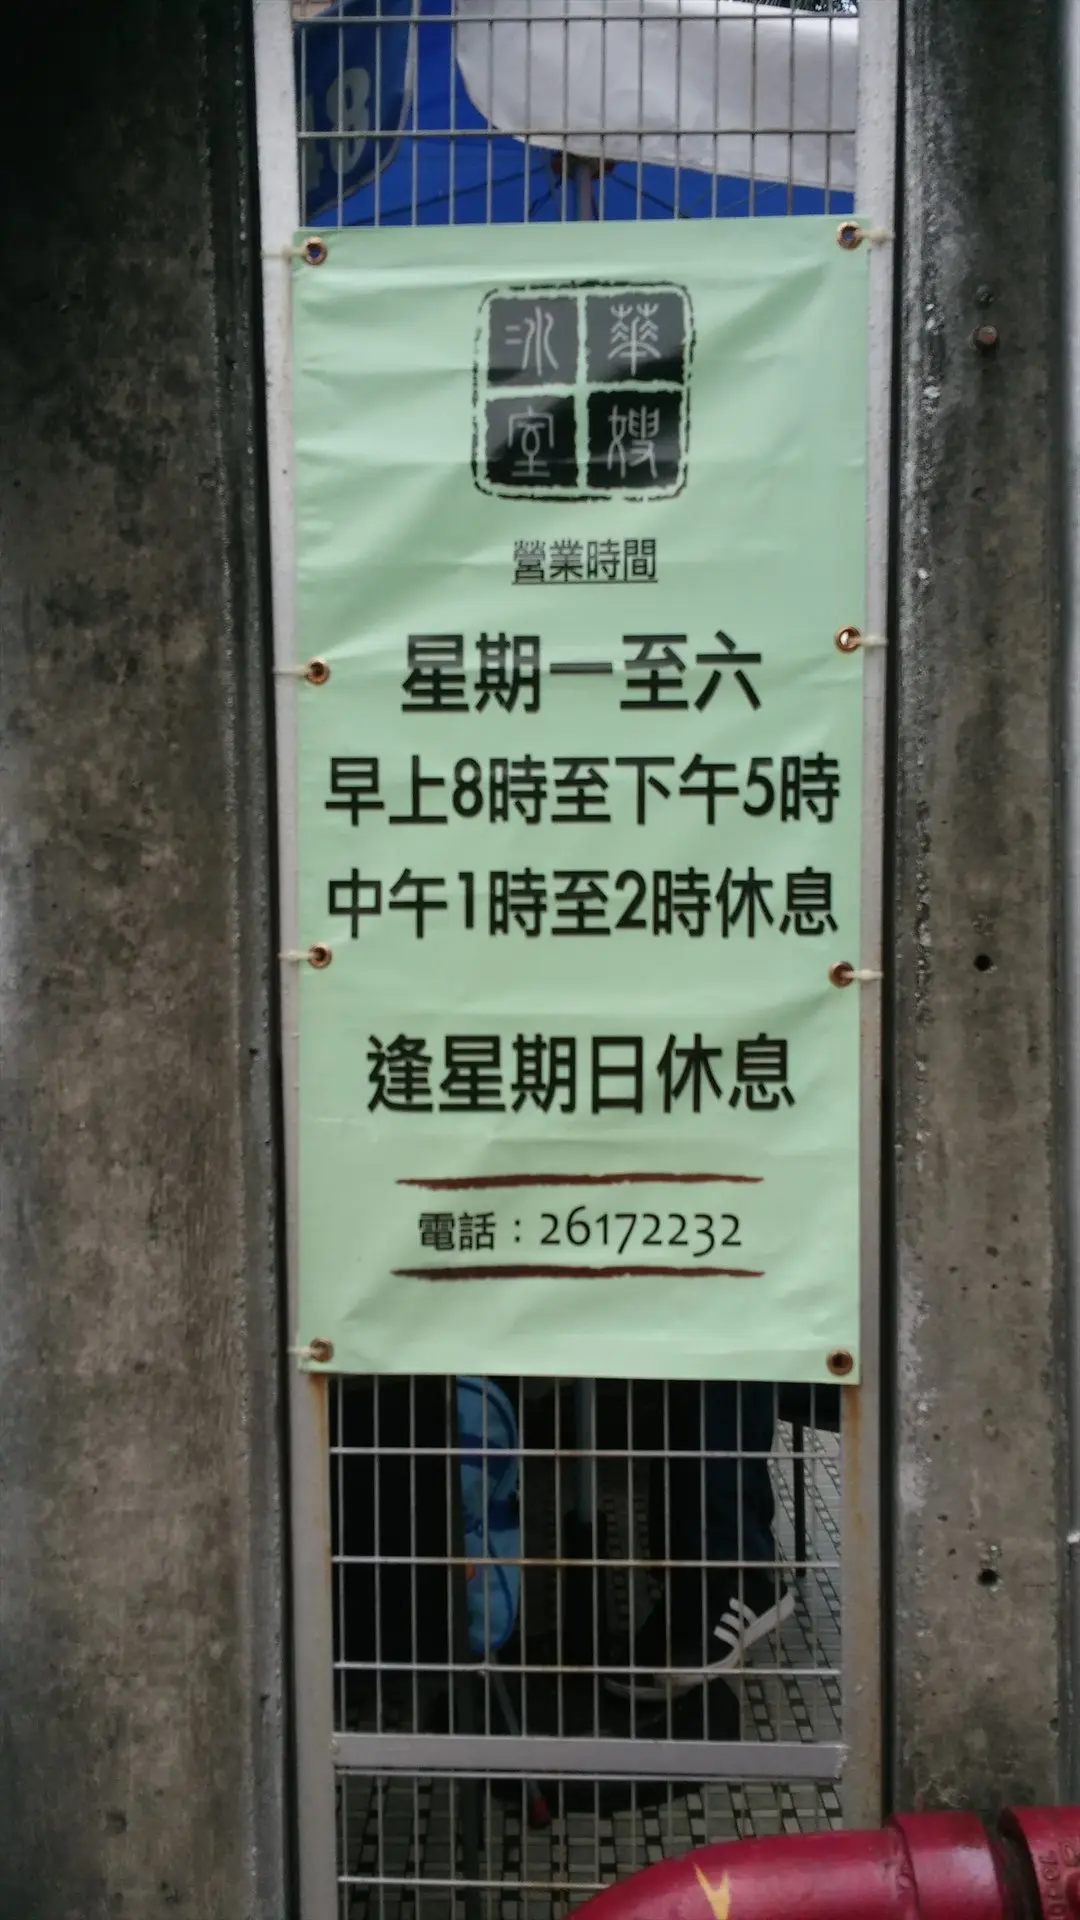 華嫂
冰室
營業時間
星期一至六
早上8時至下午5時
中午1時至2時休息
逢星期日休息
電話：26172232
48